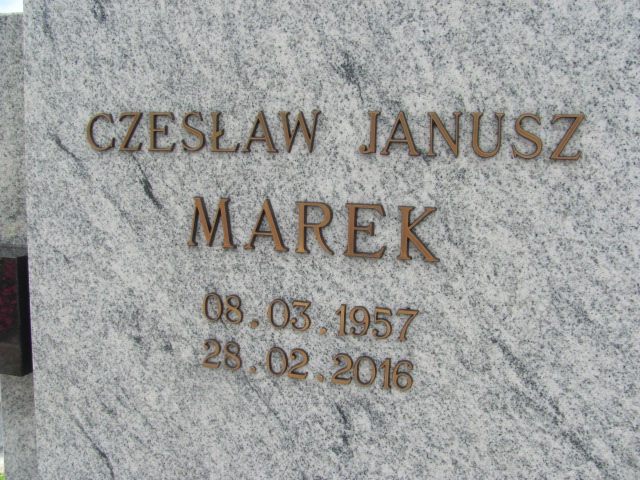 CZESŁAW JANUSZ
MAREK
08.03.1957
28.02.2016